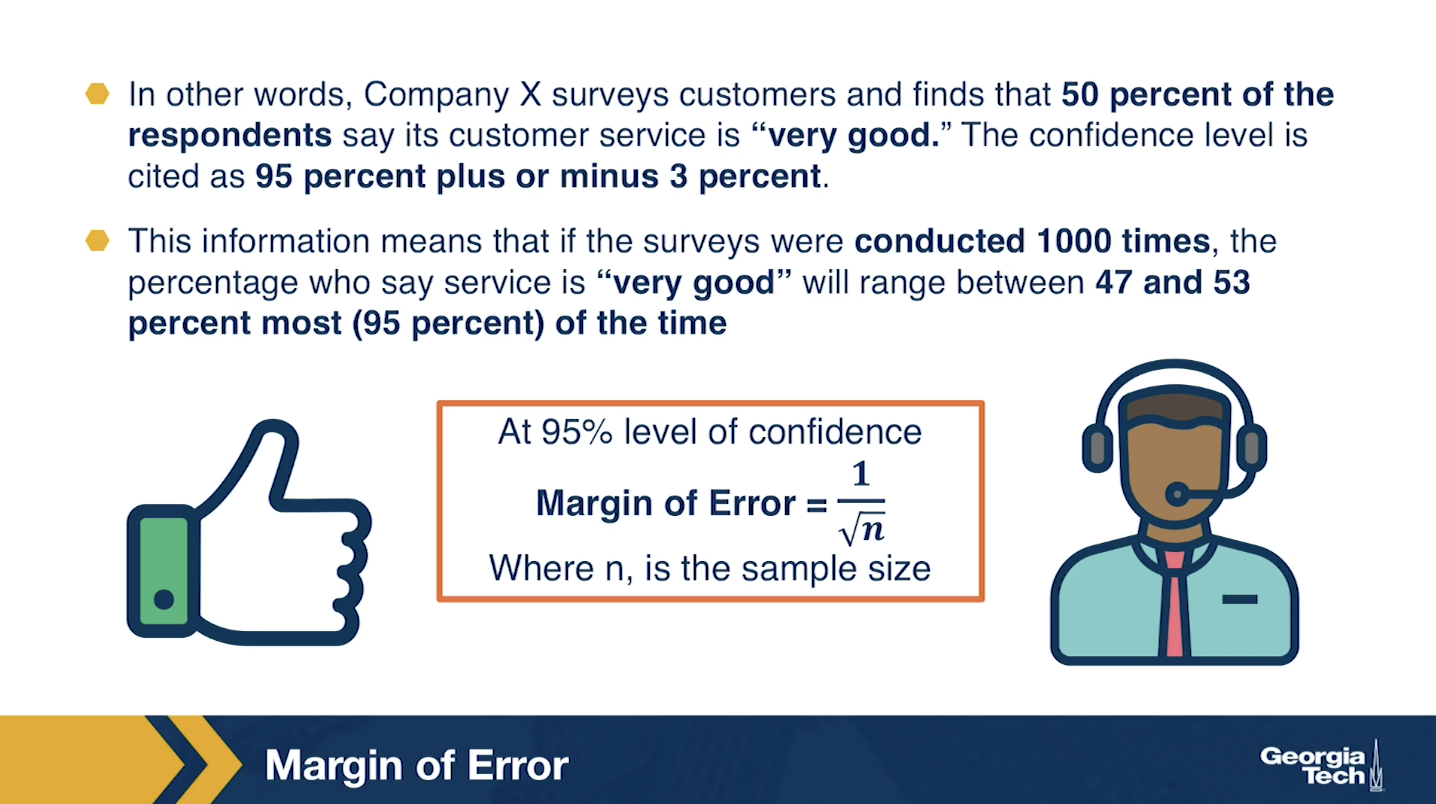 In other words, Company X surveys customers and finds that 50 percent of the
respondents say its customer service is “very good.” The confidence level is
cited as 95 percent plus or minus 3 percent.
This information means that if the surveys were conducted 1000 times, the
percentage who say service is “very good” will range between 47 and 53
percent most (95 percent) of the time
At 95% level of confidence
Margin of Error = 1/√n
Where n, is the sample size
Margin of Error
Georgia
Tech